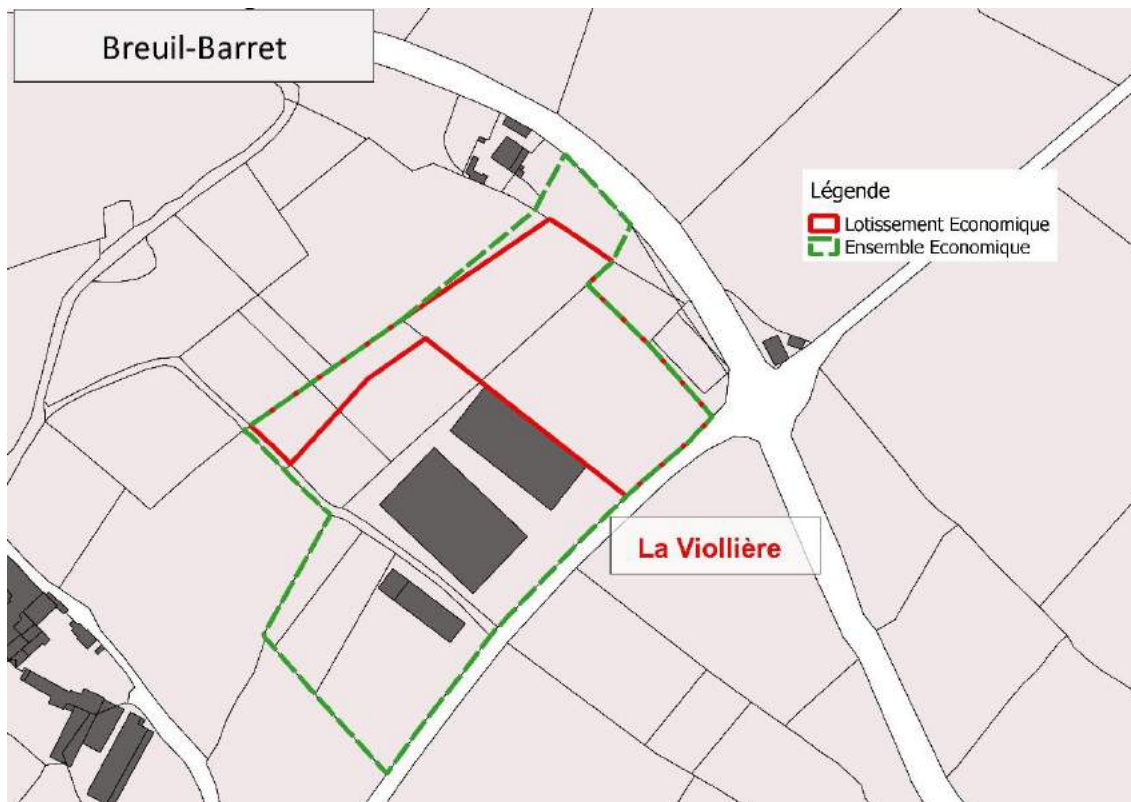 Breuil-Barret
Légende
Lotissement Economique
Ensemble Economique
La Viollière